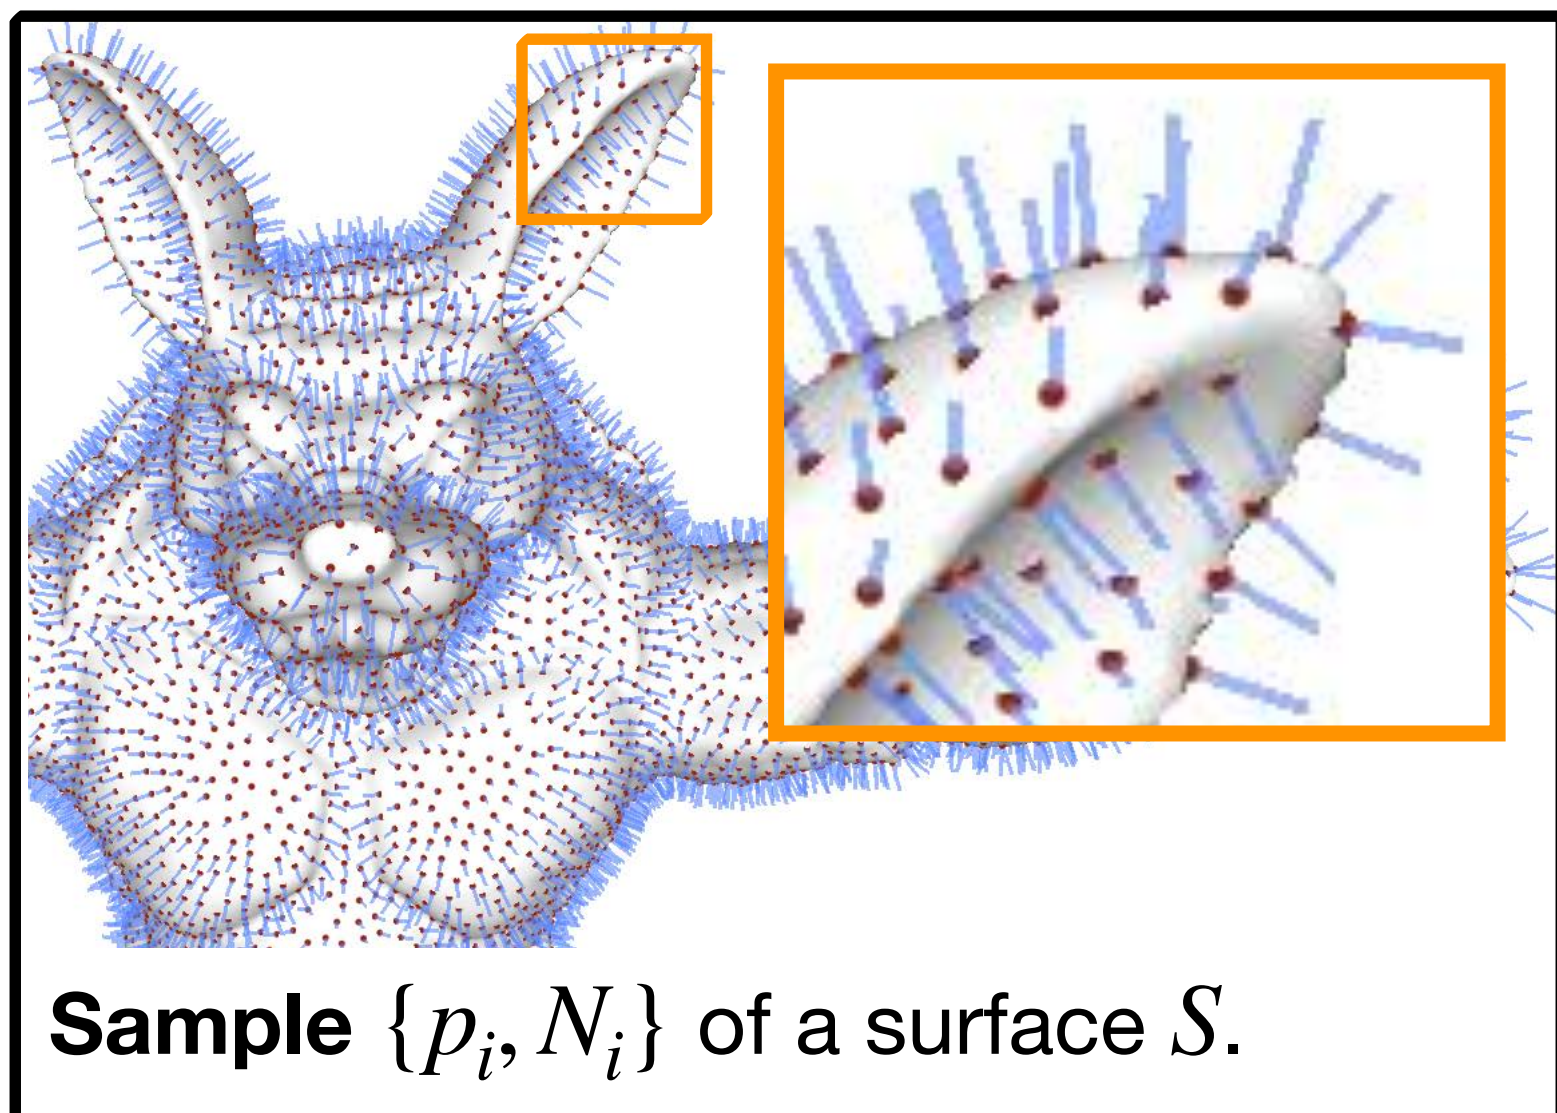 Sample {p_i, N_i} of a surface S.